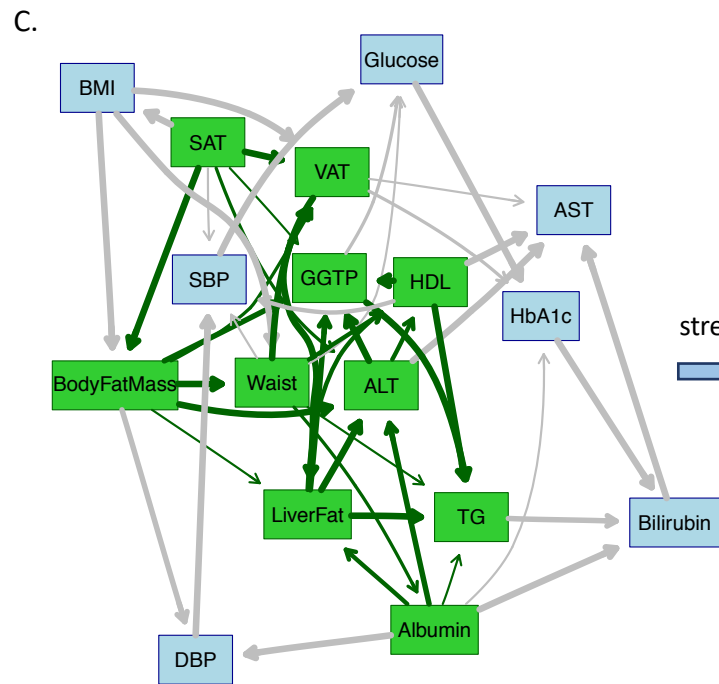 C.
Glucose
BMI
SAT
VAT
AST
SBP
GGTP
HDL
HbA1c
stre
BodyFatMass
Waist
ALT
LiverFat
TG
Bilirubin
Albumin
DBP